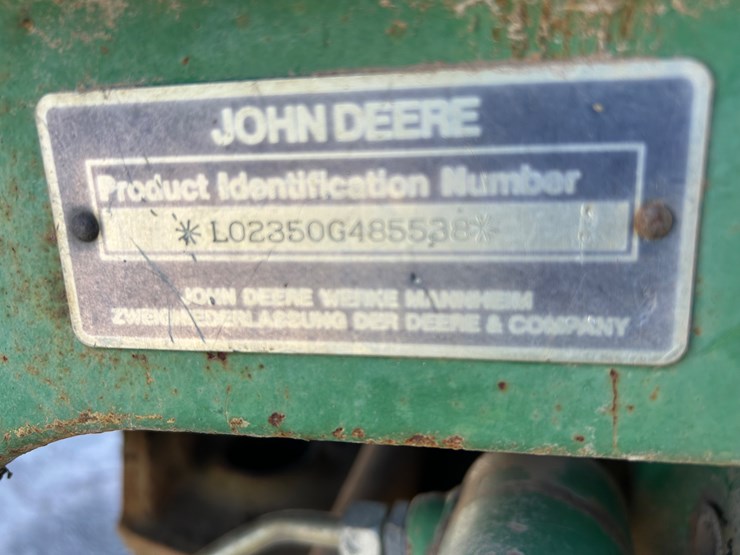 JOHN DEERE
Product Identification Number
*L02350G485538*
JOHN DEERE WERKE MANNHEIM
ZWEIGNIEDERLASSUNG DER DEERE & COMPANY